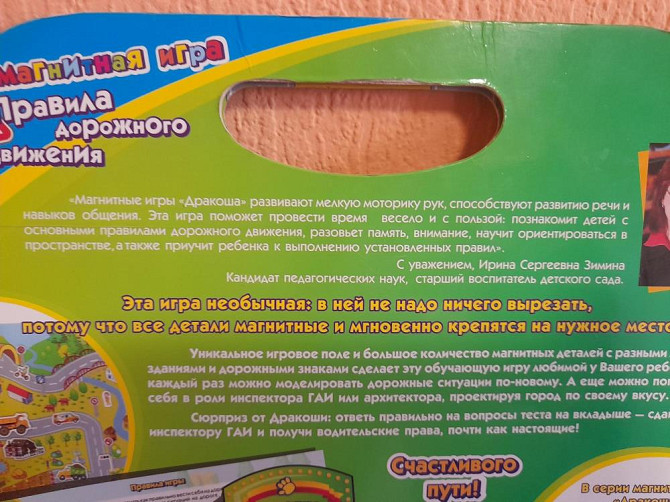 магнитная игра
Правила
дорожного
движения
«Магнитные игры «Дракоша» развивают мелкую моторику рук, способствуют развитию речи и
навыков общения. Эта игра поможет провести время весело и с пользой: познакомит детей с
основными правилами дорожного движения, разовьет память, внимание, научит ориентироваться в
пространстве, а также приучит ребенка к выполнению установленных правил».
С уважением, Ирина Сергеевна Зимина
Кандидат педагогических наук, старший воспитатель детского сада.
Эта игра необычная: в ней не надо ничего вырезать,
потому что все детали магнитные и мгновенно крепятся на нужное место
Уникальное игровое поле и большое количество магнитных деталей с разными
зданиями и дорожными знаками сделает эту обучающую игру любимой у Вашего реб
каждый раз можно моделировать дорожные ситуации по-новому. А еще можно по
себя в роли инспектора ГАИ или архитектора, проектируя город по своему вкусу.
Сюрприз от Дракоши: ответь правильно на вопросы теста на вкладыше – сда
инспектору ГАИ и получи водительские права, почти как настоящие!
Правила игры
Счастливого
пути!
В серии магни
«Дракош